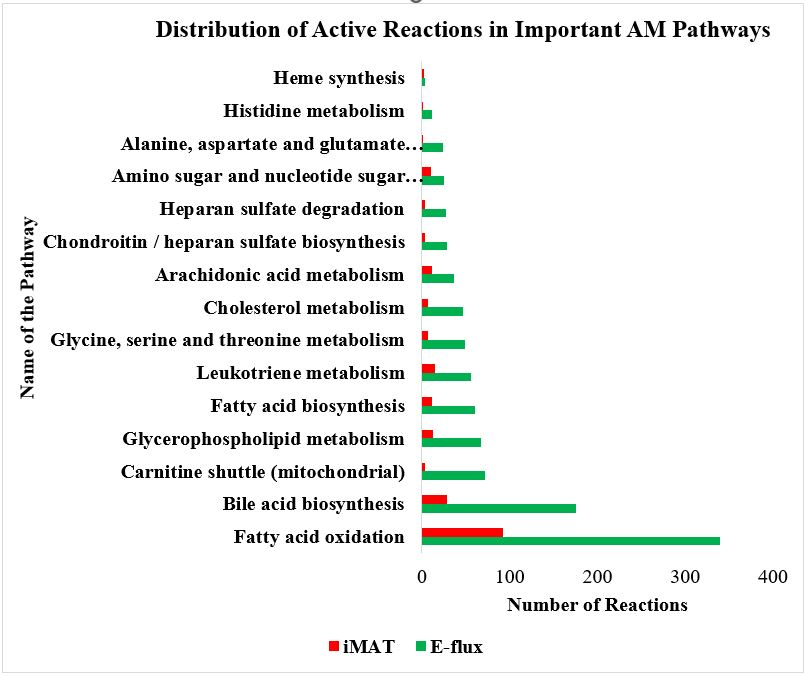 Distribution of Active Reactions in Important AM Pathways
Name of the Pathway
Heme synthesis
Histidine metabolism
Alanine, aspartate and glutamate…
Amino sugar and nucleotide sugar…
Heparan sulfate degradation
Chondroitin / heparan sulfate biosynthesis
Arachidonic acid metabolism
Cholesterol metabolism
Glycine, serine and threonine metabolism
Leukotriene metabolism
Fatty acid biosynthesis
Glycerophospholipid metabolism
Carnitine shuttle (mitochondrial)
Bile acid biosynthesis
Fatty acid oxidation
0 100 200 300 400
Number of Reactions
iMAT E-flux